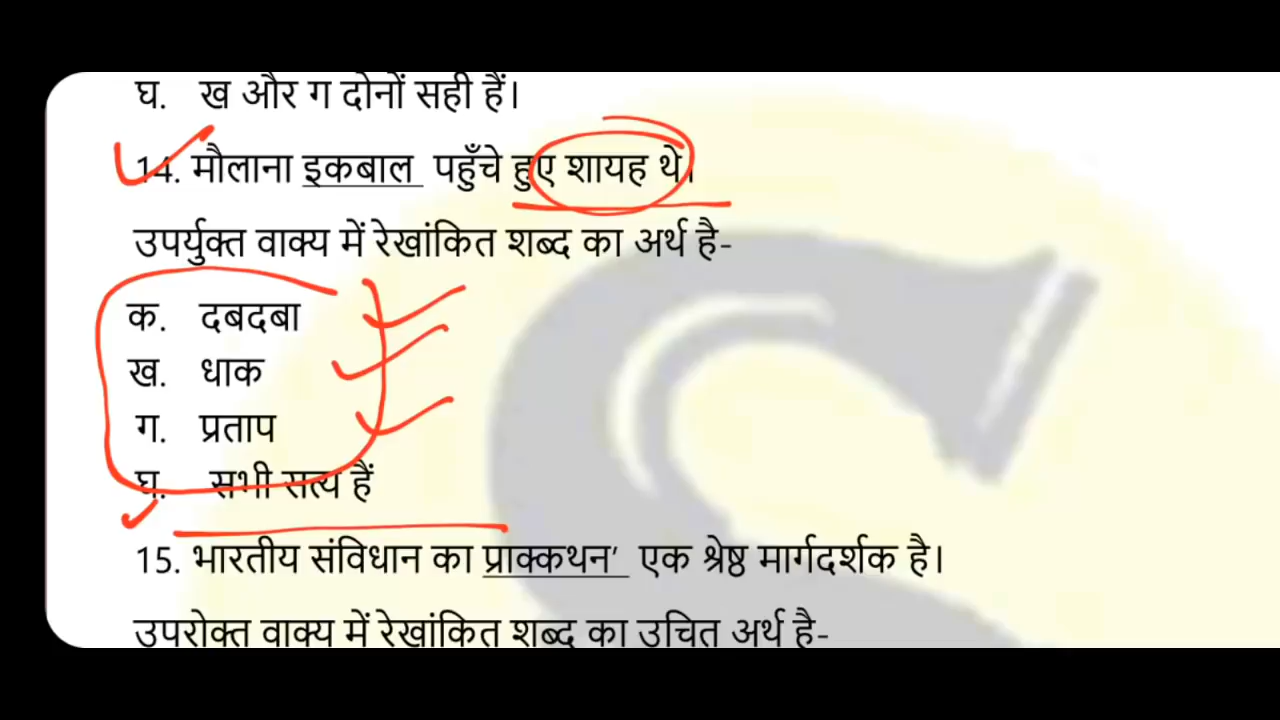 घ. ख और ग दोनों सही हैं।
14. मौलाना इकबाल पहुँचे हुए शायह थे।
उपर्युक्त वाक्य में रेखांकित शब्द का अर्थ है-
क. दबदबा
ख. धाक
ग. प्रताप
घ. सभी सत्य हैं
15. भारतीय संविधान का प्राक्कथन’ एक श्रेष्ठ मार्गदर्शक है।
उपरोक्त वाक्य में रेखांकित शब्द का उचित अर्थ है-